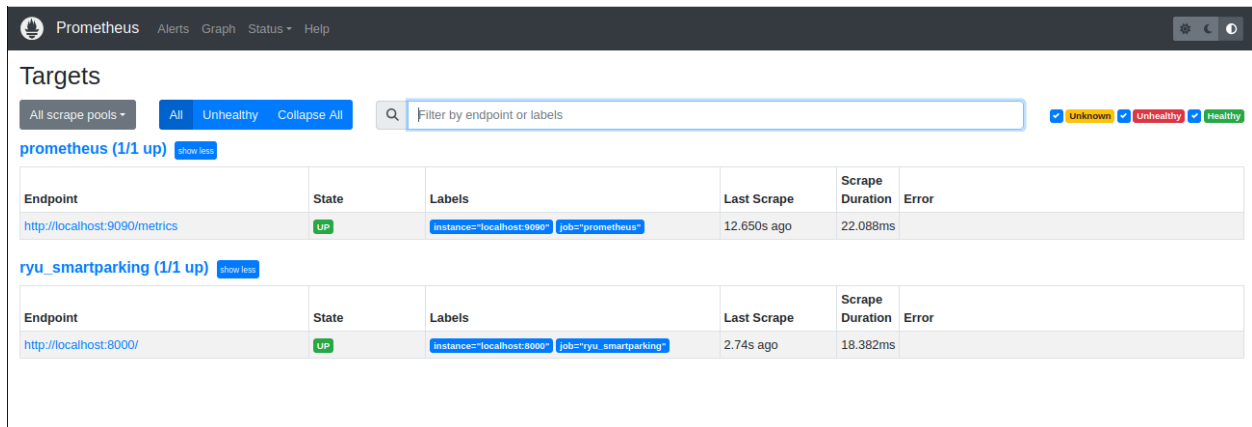 Prometheus Alerts Graph Status Help
Targets
All scrape pools All Unhealthy Collapse All Filter by endpoint or labels Unknown Unhealthy Healthy
prometheus (1/1 up) show less
Endpoint State Labels Last Scrape Scrape Duration Error
http://localhost:9090/metrics UP instance="localhost:9090" job="prometheus" 12.650s ago 22.088ms
ryu_smartparking (1/1 up) show less
Endpoint State Labels Last Scrape Scrape Duration Error
http://localhost:8000/ UP instance="localhost:8000" job="ryu_smartparking" 2.74s ago 18.382ms